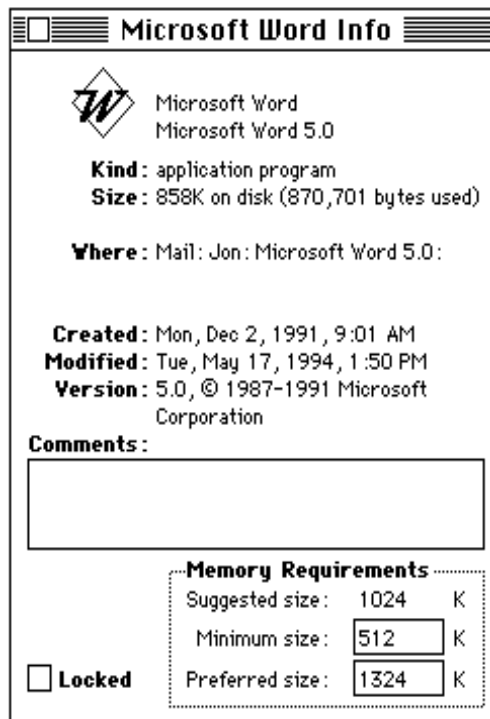 Microsoft Word Info
Microsoft Word
Microsoft Word 5.0
Kind: application program
Size: 858K on disk (870,701 bytes used)
Where: Mail: Jon: Microsoft Word 5.0:
Created: Mon, Dec 2, 1991, 9:01 AM
Modified: Tue, May 17, 1994, 1:50 PM
Version: 5.0, © 1987-1991 Microsoft
Corporation
Comments:
Memory Requirements
Suggested size: 1024 K
Minimum size: 512 K
Locked Preferred size: 1324 K